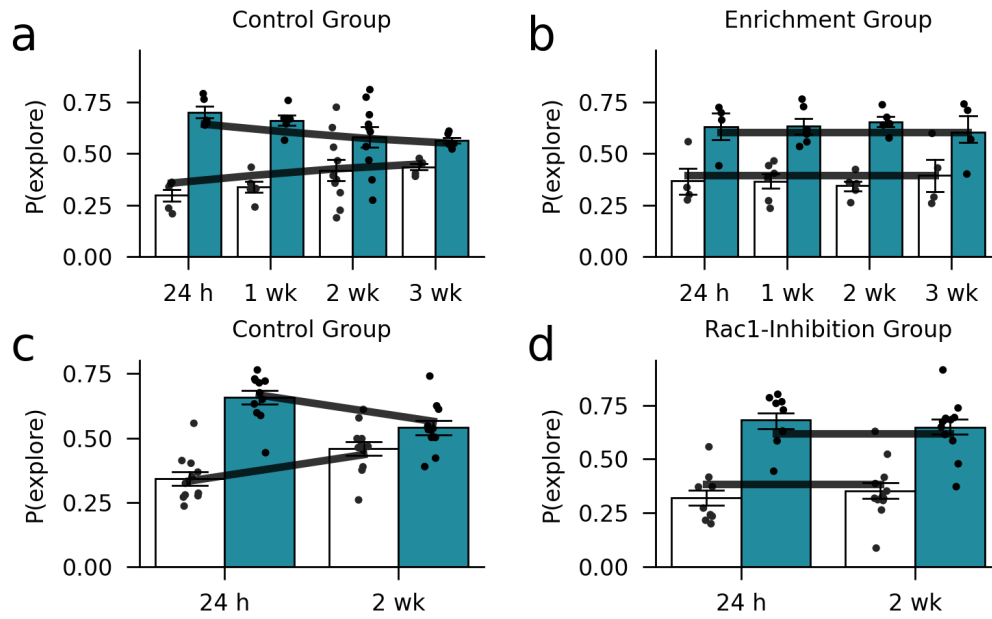 a
Control Group
P(explore)
0.75
0.50
0.25
0.00
24 h 1 wk 2 wk 3 wk
b
Enrichment Group
P(explore)
0.75
0.50
0.25
0.00
24 h 1 wk 2 wk 3 wk
c
Control Group
P(explore)
0.75
0.50
0.25
0.00
24 h 2 wk
d
Rac1-Inhibition Group
P(explore)
0.75
0.50
0.25
0.00
24 h 2 wk